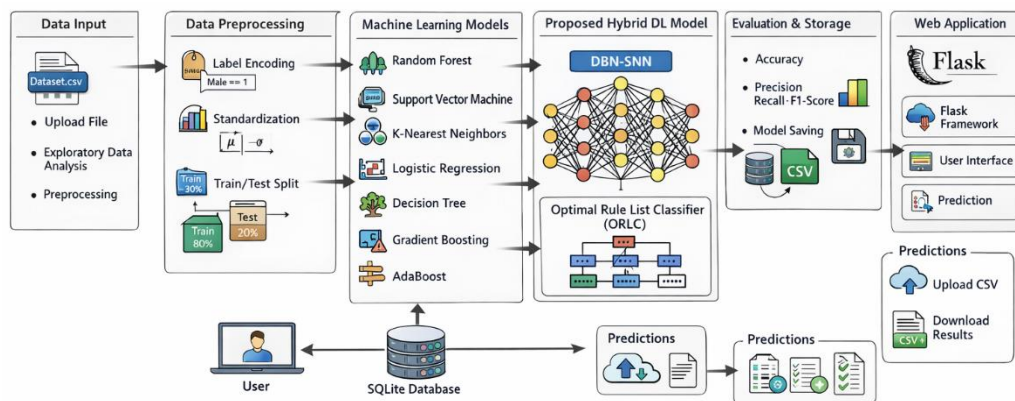 Data Input
Dataset.csv
Upload File
Exploratory Data
Analysis
Preprocessing
Data Preprocessing
Label Encoding
Male == 1
Standardization
μ -σ
Train/Test Split
Train
-30%
Train
80%
Test
20%
Machine Learning Models
Random Forest
Support Vector Machine
K-Nearest Neighbors
Logistic Regression
Decision Tree
Gradient Boosting
AdaBoost
Proposed Hybrid DL Model
DBN-SNN
Optimal Rule List Classifier
(ORLC)
Evaluation & Storage
Accuracy
Precision
Recall·F1-Score
Model Saving
CSV
Web Application
Flask
Flask
Framework
User Interface
Prediction
Predictions
Upload CSV
Download
Results
CSV
User
SQLite Database
Predictions
Predictions